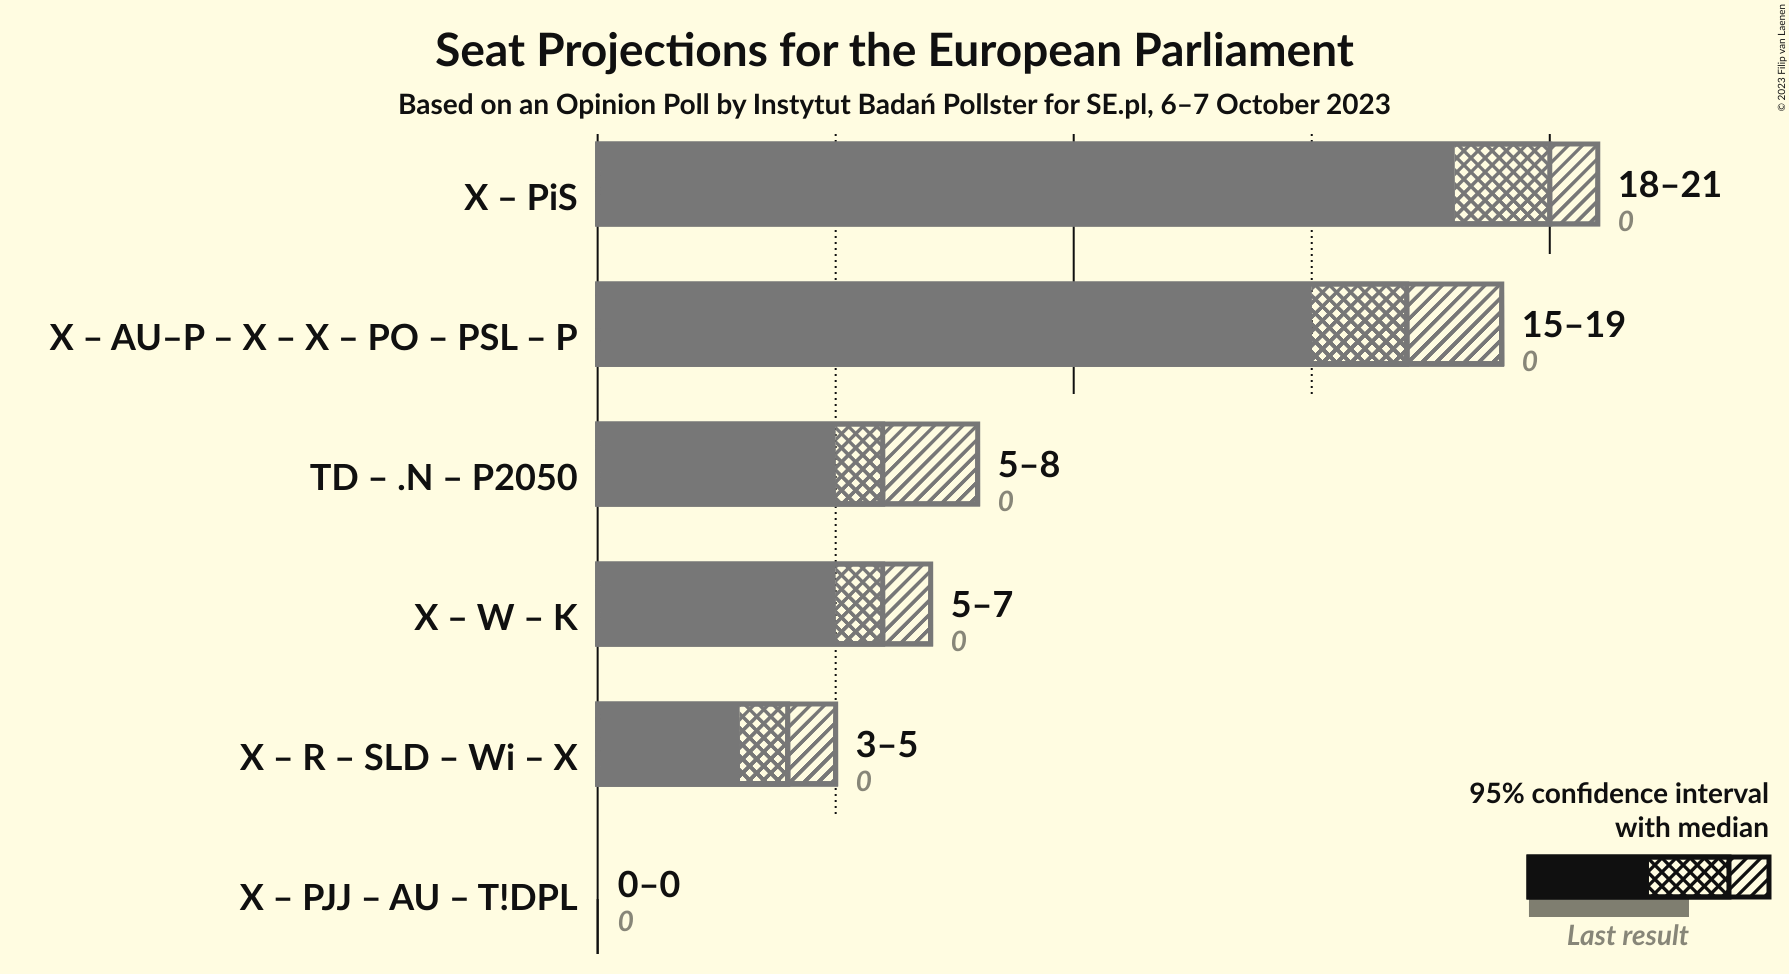 Seat Projections for the European Parliament
Based on an Opinion Poll by Instytut Badań Pollster for SE.pl, 6–7 October 2023
© 2023 Filip van Laenen
X – PiS
18–21
0
X – AU–P – X – X – PO – PSL – P
15–19
0
TD – .N – P2050
5–8
0
X – W – K
5–7
0
X – R – SLD – Wi – X
3–5
0
X – PJJ – AU – T!DPL
0–0
0
95% confidence interval
with median
Last result